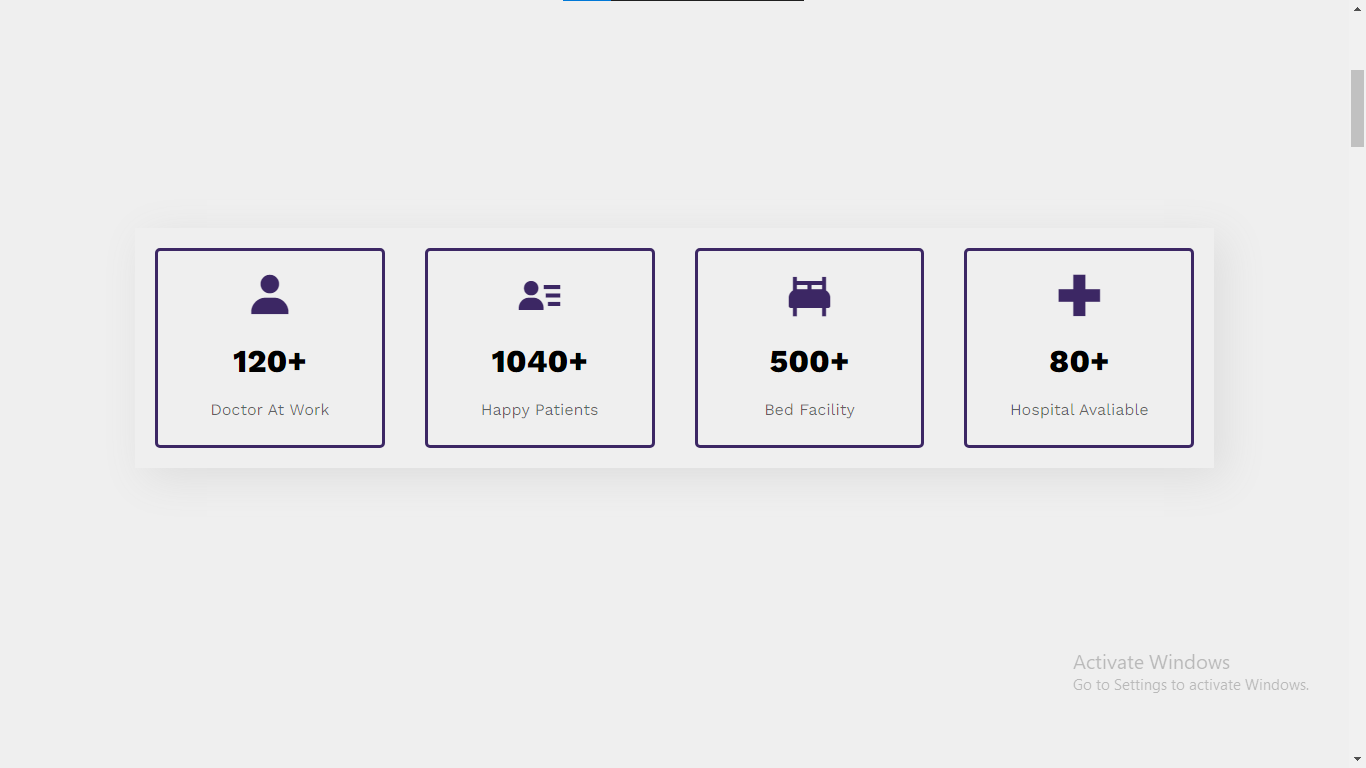 120+
1040+
500+
80+
Doctor At Work
Happy Patients
Bed Facility
Hospital Avaliable
Activate Windows
Go to Settings to activate Windows.